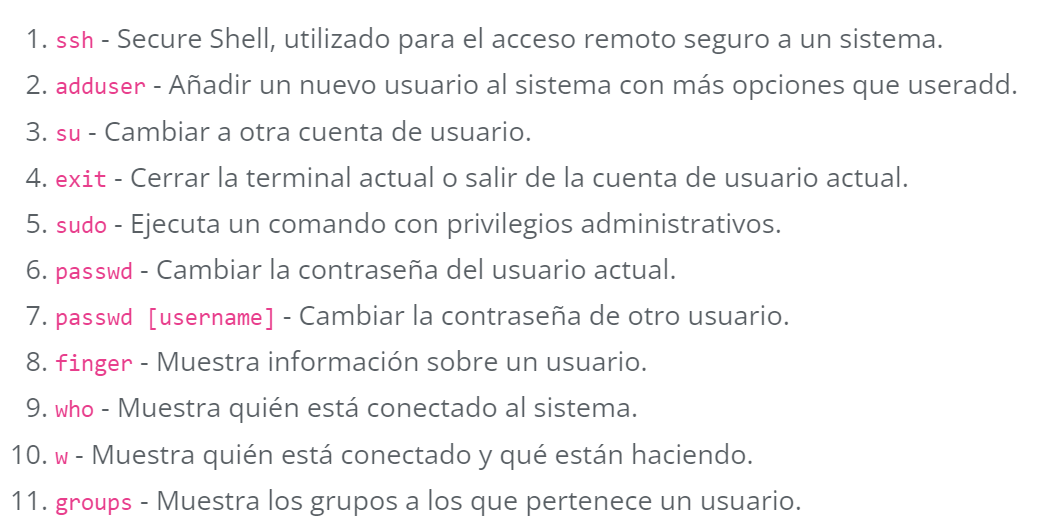 1. ssh - Secure Shell, utilizado para el acceso remoto seguro a un sistema.
2. adduser - Añadir un nuevo usuario al sistema con más opciones que useradd.
3. su - Cambiar a otra cuenta de usuario.
4. exit - Cerrar la terminal actual o salir de la cuenta de usuario actual.
5. sudo - Ejecuta un comando con privilegios administrativos.
6. passwd - Cambiar la contraseña del usuario actual.
7. passwd [username] - Cambiar la contraseña de otro usuario.
8. finger - Muestra información sobre un usuario.
9. who - Muestra quién está conectado al sistema.
10. w - Muestra quién está conectado y qué están haciendo.
11. groups - Muestra los grupos a los que pertenece un usuario.